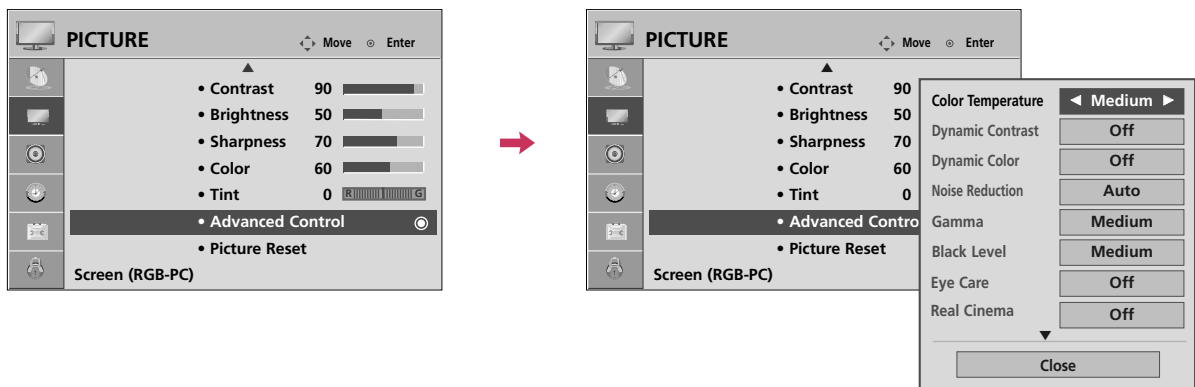 PICTURE
Move Enter
• Contrast 90
• Brightness 50
• Sharpness 70
• Color 60
• Tint 0 R G
• Advanced Control
• Picture Reset
Screen (RGB-PC)
PICTURE
Move Enter
• Contrast 90
• Brightness 50
• Sharpness 70
• Color 60
• Tint 0
• Advanced Contro
• Picture Reset
Screen (RGB-PC)
Color Temperature ◀ Medium ▶
Dynamic Contrast Off
Dynamic Color Off
Noise Reduction Auto
Gamma Medium
Black Level Medium
Eye Care Off
Real Cinema Off
Close